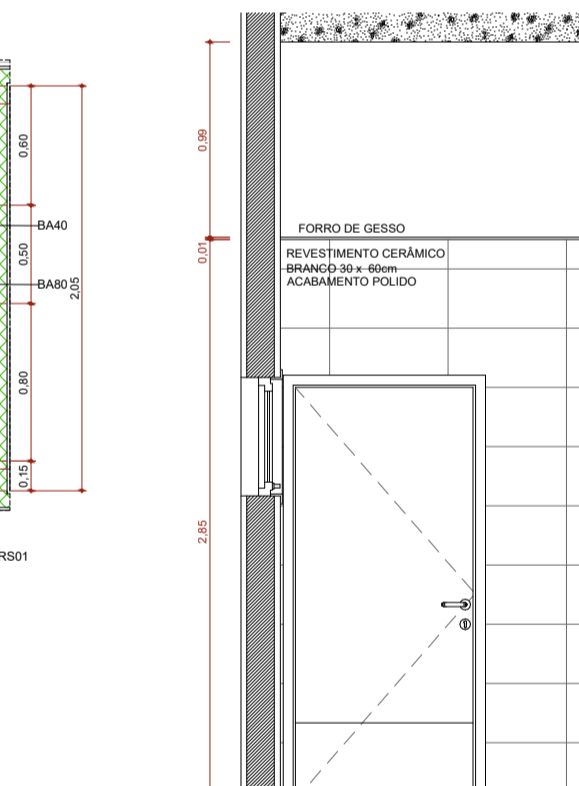 0,60
BA40
0,50
BA80
2,05
0,80
0,15
RS01
0,99
0,01
2,85
FORRO DE GESSO
REVESTIMENTO CERÂMICO
BRANCO 30 x 60cm
ACABAMENTO POLIDO